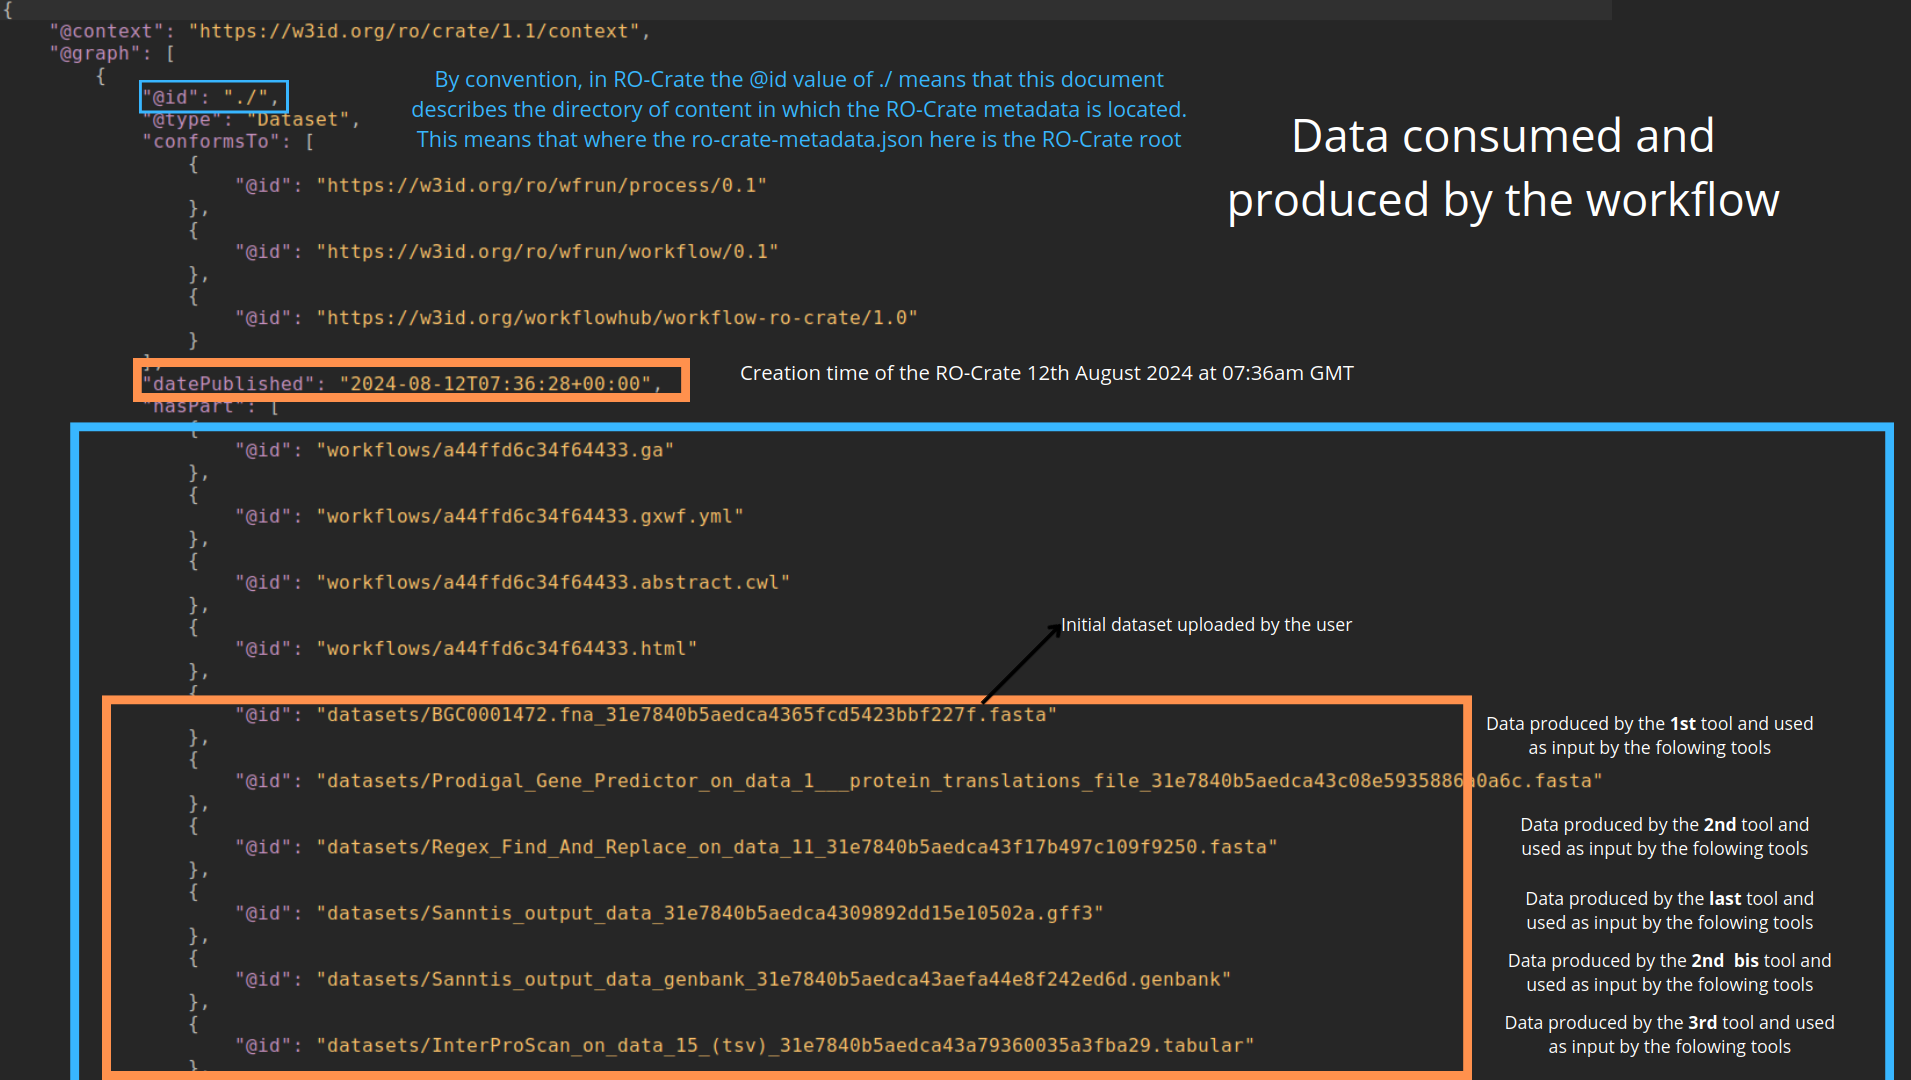 {
"@context": "https://w3id.org/ro/crate/1.1/context",
"@graph": [
{
"@id": "./",
"@type": "Dataset",
"conformsTo": [
{
"@id": "https://w3id.org/ro/wfrun/process/0.1"
},
{
"@id": "https://w3id.org/ro/wfrun/workflow/0.1"
},
{
"@id": "https://w3id.org/workflowhub/workflow-ro-crate/1.0"
}
],
"datePublished": "2024-08-12T07:36:28+00:00",
"hasPart": [
{
"@id": "workflows/a44ffd6c34f64433.ga"
},
{
"@id": "workflows/a44ffd6c34f64433.gxwf.yml"
},
{
"@id": "workflows/a44ffd6c34f64433.abstract.cwl"
},
{
"@id": "workflows/a44ffd6c34f64433.html"
},
{
"@id": "datasets/BGC0001472.fna_31e7840b5aedca4365fcd5423bbf227f.fasta"
},
{
"@id": "datasets/Prodigal_Gene_Predictor_on_data_1___protein_translations_file_31e7840b5aedca43c08e5935886a0a6c.fasta"
},
{
"@id": "datasets/Regex_Find_And_Replace_on_data_11_31e7840b5aedca43f17b497c109f9250.fasta"
},
{
"@id": "datasets/Sanntis_output_data_31e7840b5aedca4309892dd15e10502a.gff3"
},
{
"@id": "datasets/Sanntis_output_data_genbank_31e7840b5aedca43aefa44e8f242ed6d.genbank"
},
{
"@id": "datasets/InterProScan_on_data_15_(tsv)_31e7840b5aedca43a79360035a3fba29.tabular"
},
By convention, in RO-Crate the @id value of ./ means that this document
describes the directory of content in which the RO-Crate metadata is located.
This means that where the ro-crate-metadata.json here is the RO-Crate root
Data consumed and
produced by the workflow
Creation time of the RO-Crate 12th August 2024 at 07:36am GMT
Initial dataset uploaded by the user
Data produced by the 1st tool and used
as input by the folowing tools
Data produced by the 2nd tool and
used as input by the folowing tools
Data produced by the last tool and
used as input by the folowing tools
Data produced by the 2nd bis tool and
used as input by the folowing tools
Data produced by the 3rd tool and used
as input by the folowing tools